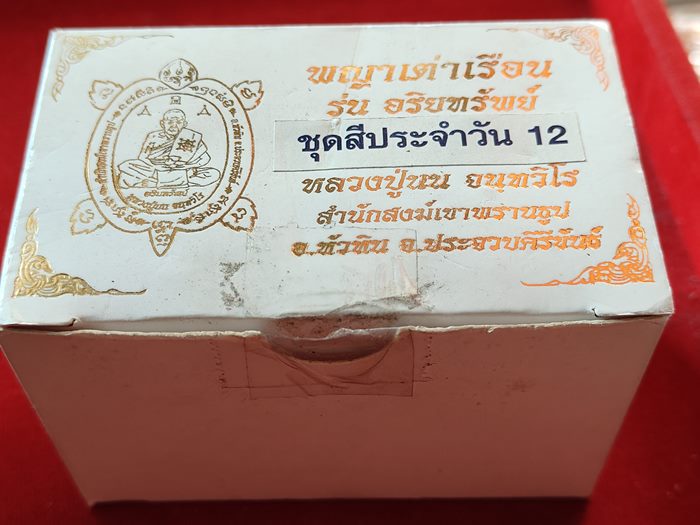 พญาเต่าเรือน
รุ่น อริยทรัพย์
ชุดสีประจำวัน 12
หลวงปู่นน จนฺทวิโร
สำนักสงฆ์เขาพรานธูป
อ.หัวหิน จ.ประจวบคีรีขันธ์